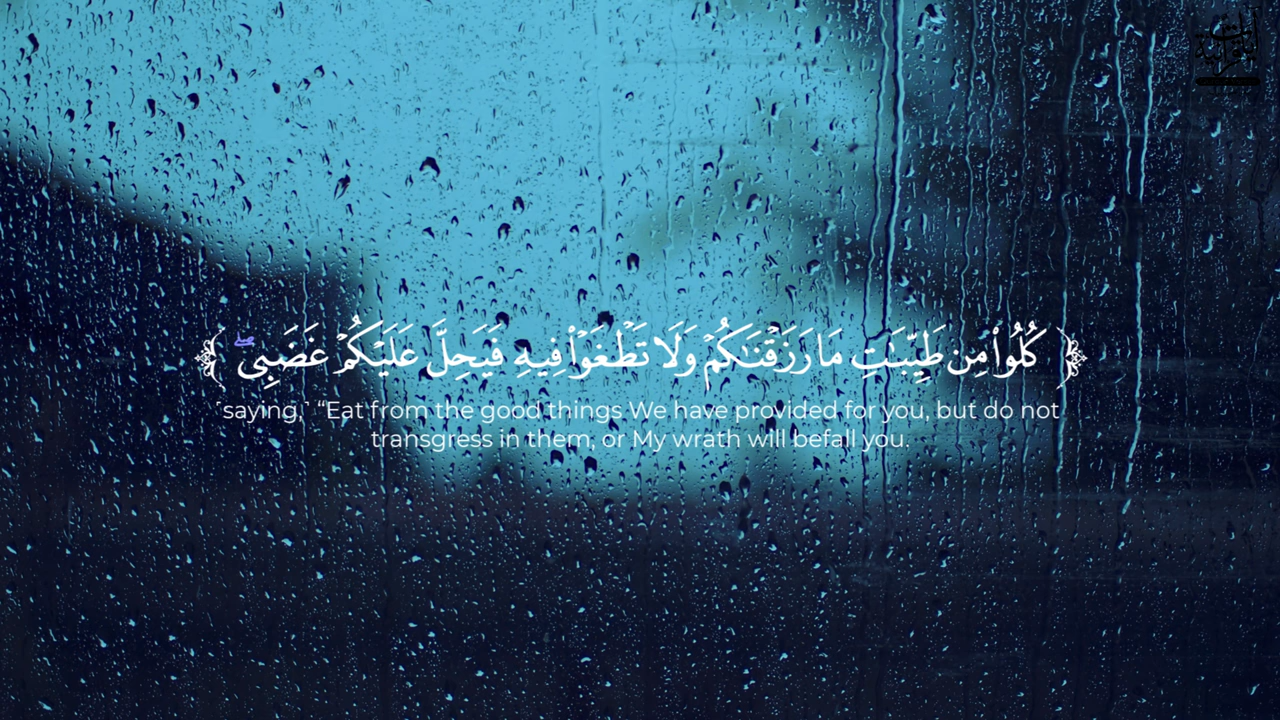 ﴿ كُلُوا۟ مِن طَيِّبَـٰتِ مَا رَزَقْنَـٰكُمْ وَلَا تَطْغَوْا۟ فِيهِ فَيَحِلَّ عَلَيْكُمْ غَضَبِى ۖ ﴾
˹saying,˺ “Eat from the good things We have provided for you, but do not
transgress in them, or My wrath will befall you.